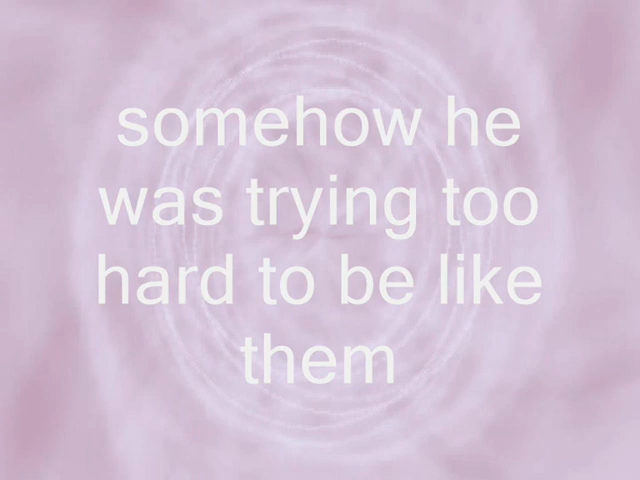 somehow he
was trying too
hard to be like
them